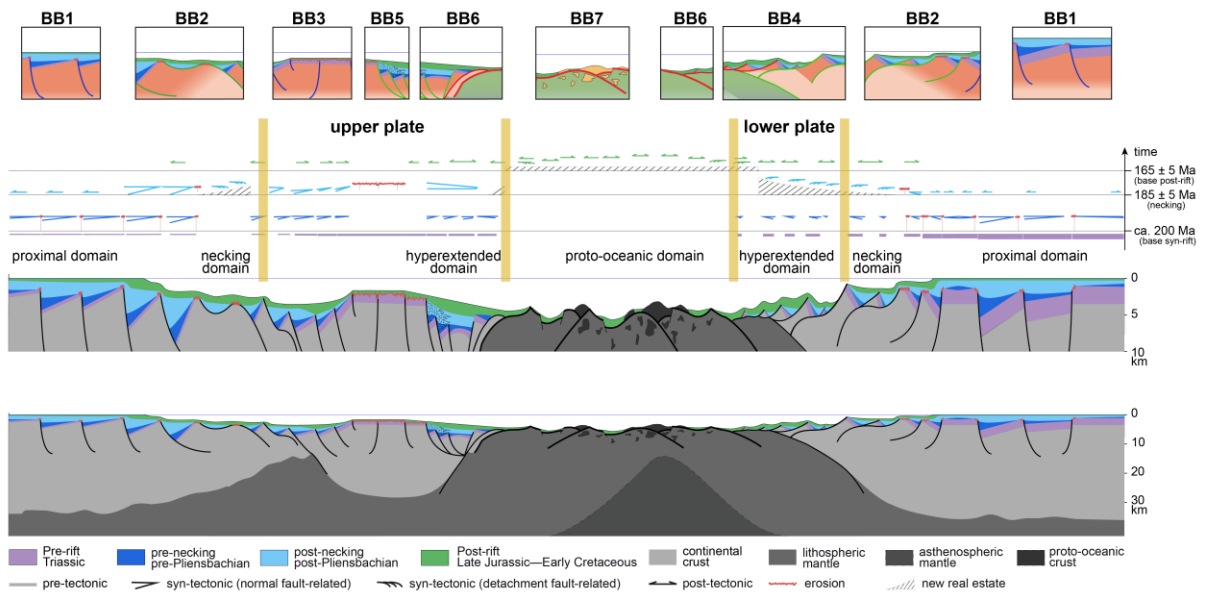 BB1 BB2 BB3 BB5 BB6 BB7 BB6 BB4 BB2 BB1
upper plate lower plate
time
165 ± 5 Ma
(base post-rift)
185 ± 5 Ma
(necking)
ca. 200 Ma
(base syn-rift)
proximal domain necking domain hyperextended domain proto-oceanic domain hyperextended domain necking domain proximal domain
0
5
10
km
0
10
20
30
km
Pre-rift
Triassic
pre-necking
pre-Pliensbachian
post-necking
post-Pliensbachian
Post-rift
Late Jurassic—Early Cretaceous
continental
crust
lithospheric
mantle
asthenospheric
mantle
proto-oceanic
crust
pre-tectonic syn-tectonic (normal fault-related) syn-tectonic (detachment fault-related) post-tectonic erosion new real estate